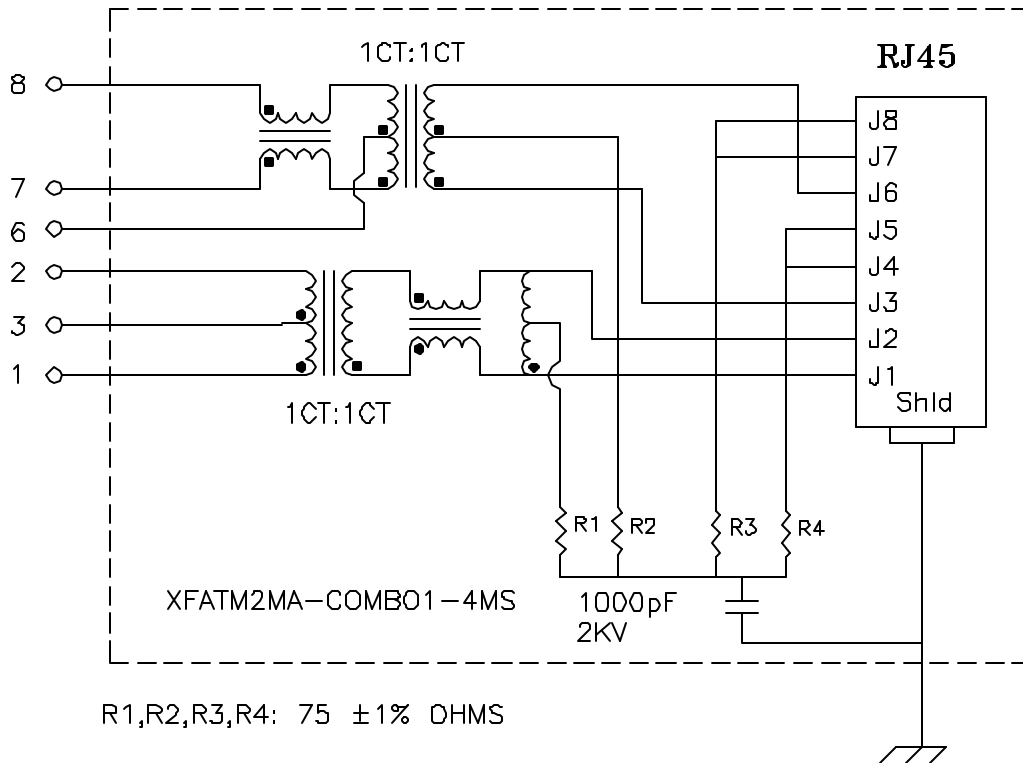 1CT:1CT
RJ45
8
7
6
2
3
1
J8
J7
J6
J5
J4
J3
J2
J1
Shld
1CT:1CT
R1
R2
R3
R4
XFATM2MA-COMBO1-4MS
1000pF
2KV
R1,R2,R3,R4: 75 ±1% OHMS